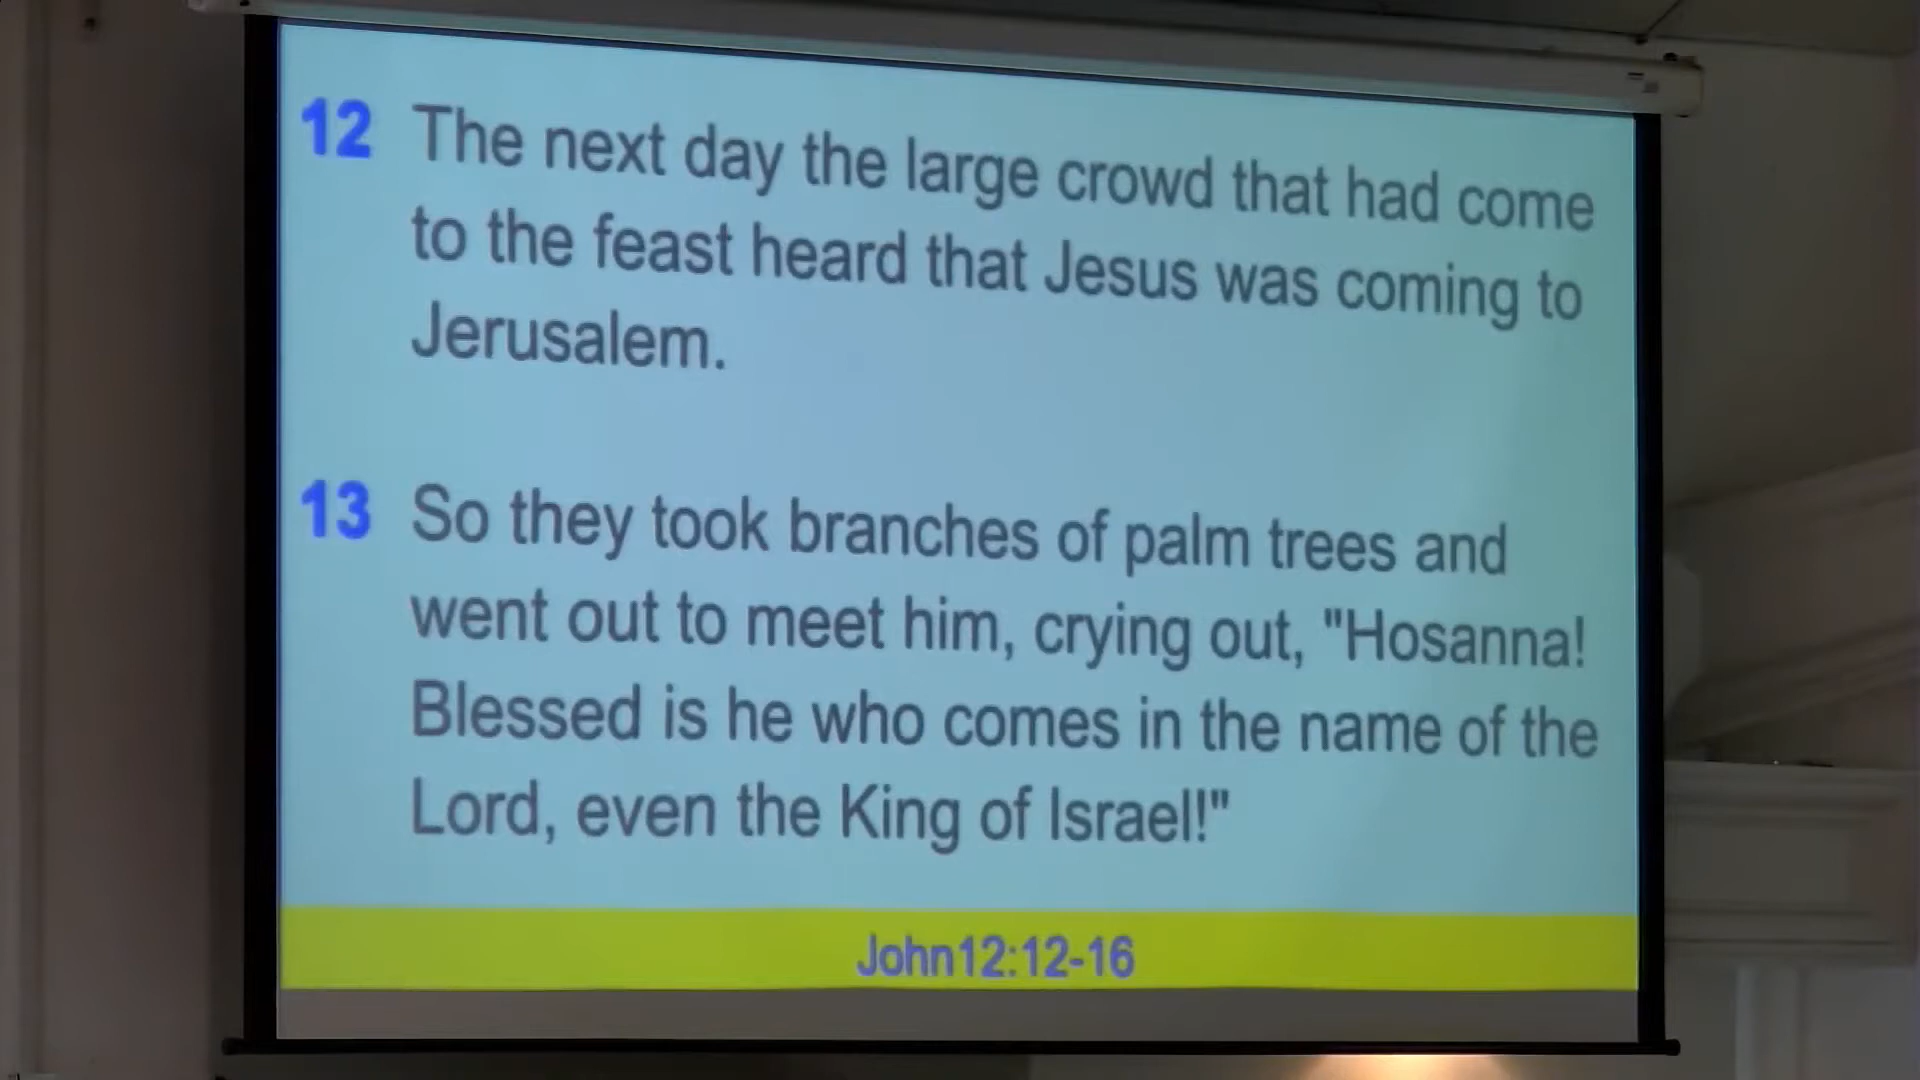 12 The next day the large crowd that had come
to the feast heard that Jesus was coming to
Jerusalem.
13 So they took branches of palm trees and
went out to meet him, crying out, "Hosanna!
Blessed is he who comes in the name of the
Lord, even the King of Israel!"
John12:12-16